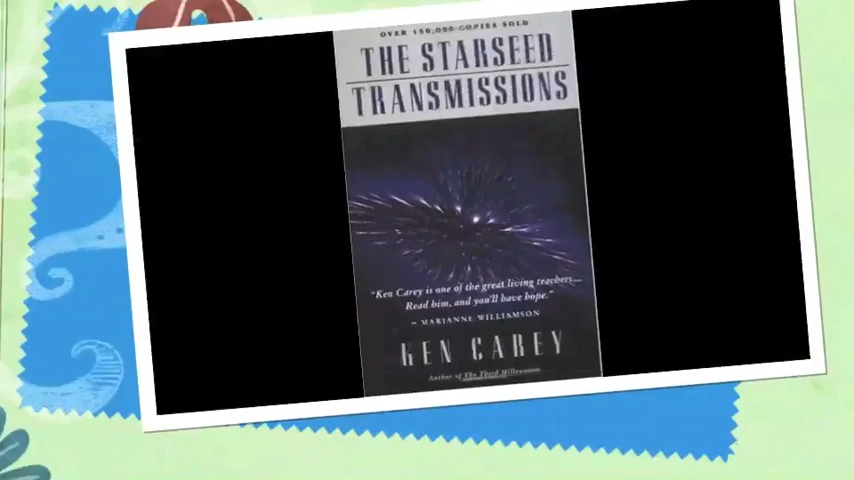 OVER 150,000 COPIES SOLD
THE STARSEED
TRANSMISSIONS
"Ken Carey is one of the great living teachers—
Read him, and you'll have hope."
— MARIANNE WILLIAMSON
KEN CAREY
Author of The Third Millennium